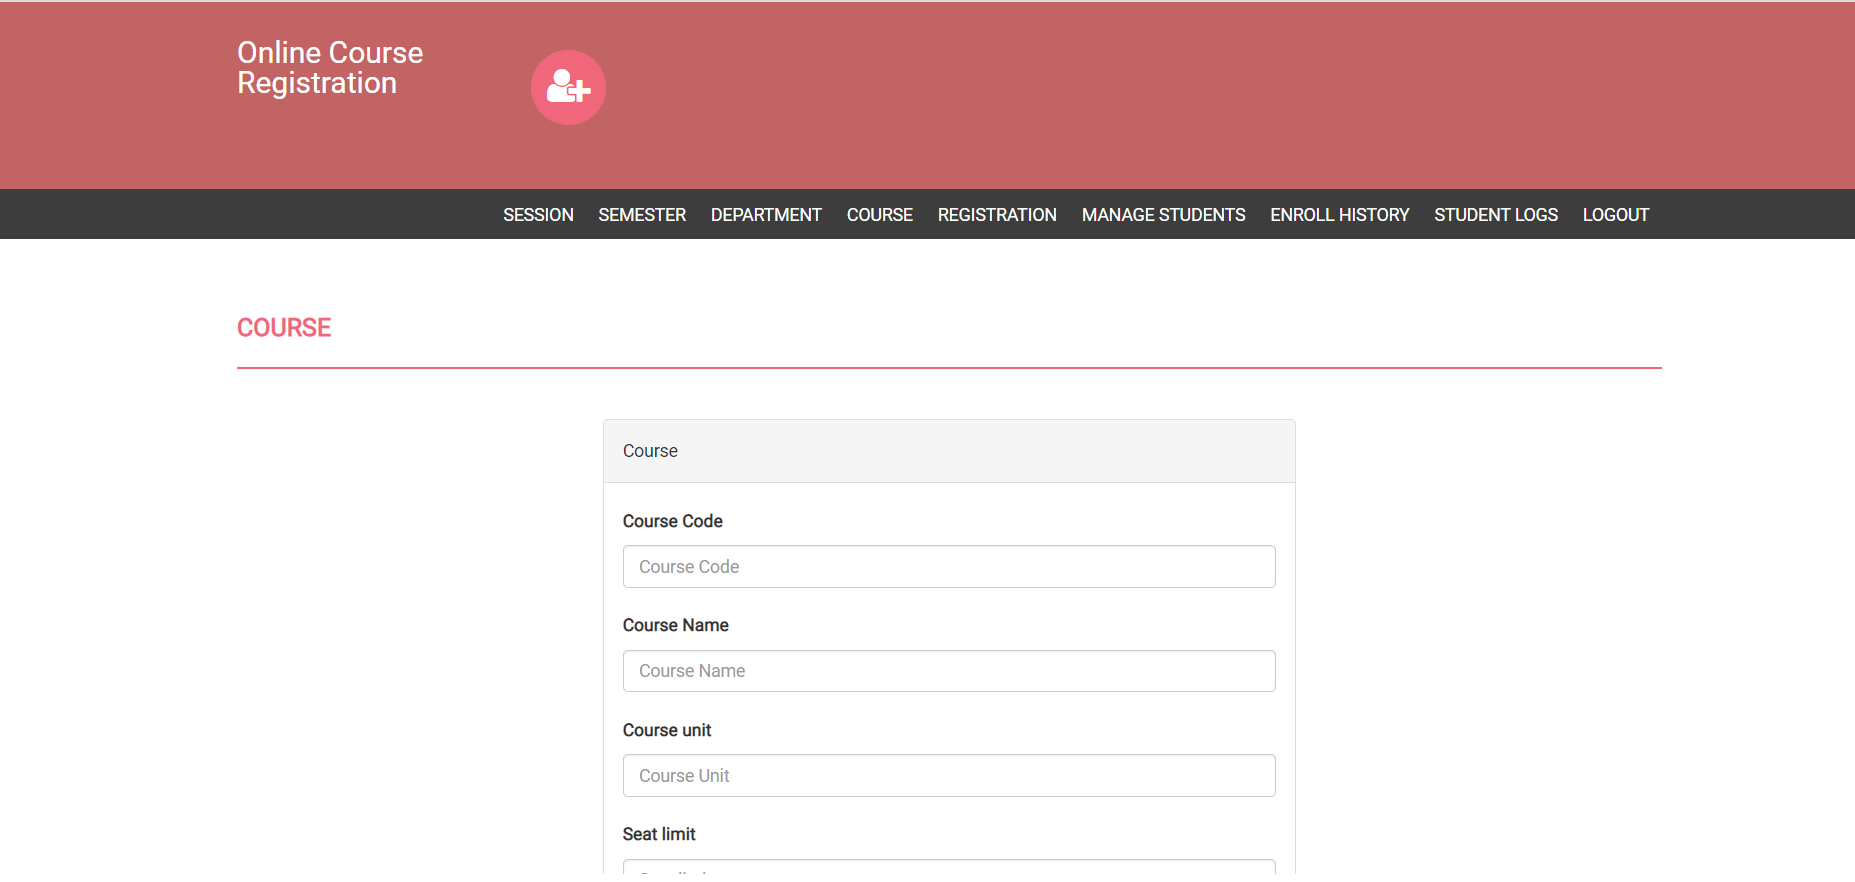 Online Course
Registration
SESSION SEMESTER DEPARTMENT COURSE REGISTRATION MANAGE STUDENTS ENROLL HISTORY STUDENT LOGS LOGOUT
COURSE
Course
Course Code
Course Code
Course Name
Course Name
Course unit
Course Unit
Seat limit